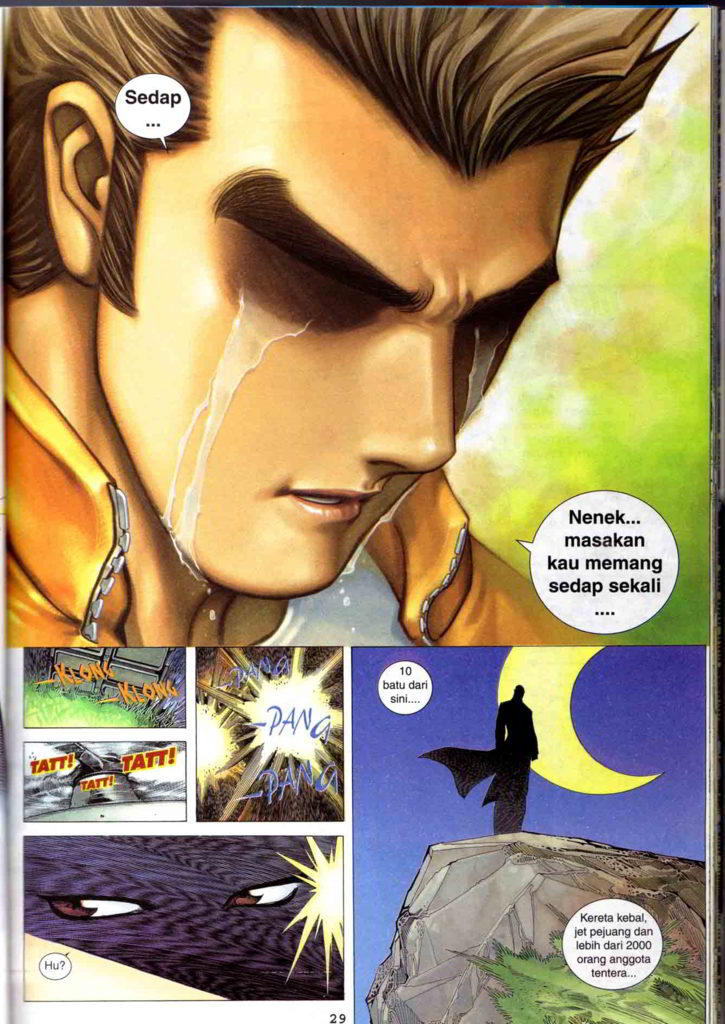 Sedap
...
Nenek...
masakan
kau memang
sedap sekali
....
KLONG
KLONG
PANG
PANG
PANG
TATT!
TATT!
TATT!
10
batu dari
sini....
Hu?
Kereta kebal,
jet pejuang dan
lebih dari 2000
orang anggota
tentera...
29